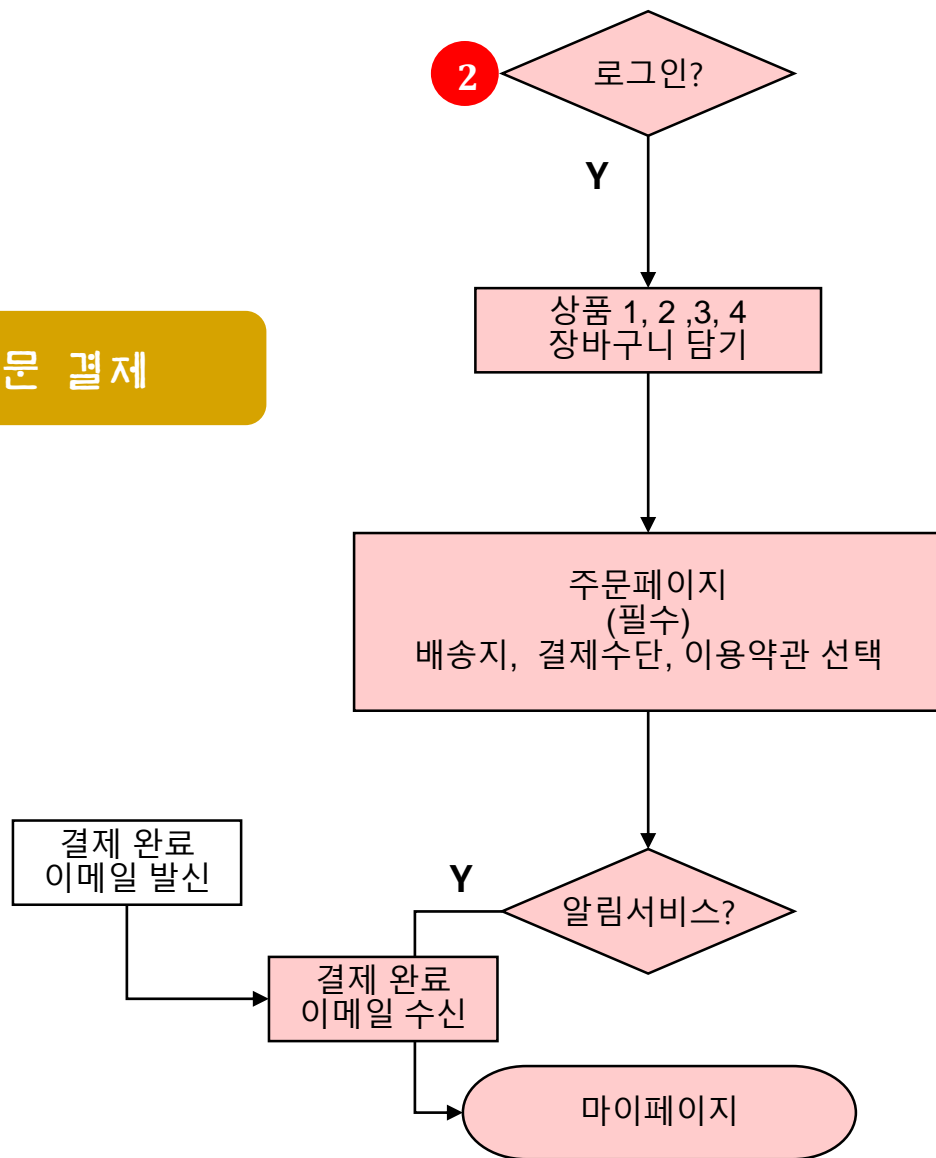 2
로그인?
Y
상품 1, 2 ,3, 4
장바구니 담기
문 결제
주문페이지
(필수)
배송지, 결제수단, 이용약관 선택
결제 완료
이메일 발신
Y
알림서비스?
결제 완료
이메일 수신
마이페이지